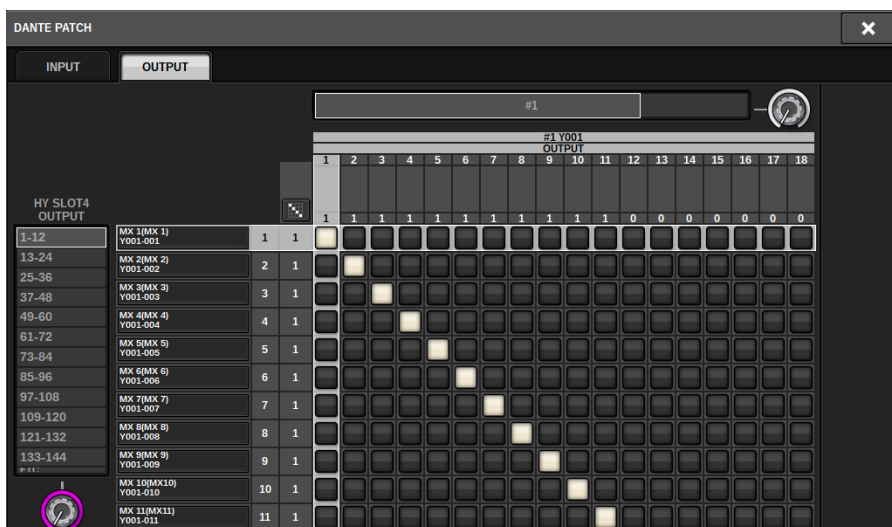 DANTE PATCH
INPUT
OUTPUT
#1
#1 Y001
OUTPUT
1 2 3 4 5 6 7 8 9 10 11 12 13 14 15 16 17 18
HY SLOT4
OUTPUT
1 1 1 1 1 1 1 1 1 1 1 0 0 0 0 0 0 0
1-12
13-24
25-36
37-48
49-60
61-72
73-84
85-96
97-108
109-120
121-132
133-144
MX 1(MX 1)
Y001-001
1 1
MX 2(MX 2)
Y001-002
2 1
MX 3(MX 3)
Y001-003
3 1
MX 4(MX 4)
Y001-004
4 1
MX 5(MX 5)
Y001-005
5 1
MX 6(MX 6)
Y001-006
6 1
MX 7(MX 7)
Y001-007
7 1
MX 8(MX 8)
Y001-008
8 1
MX 9(MX 9)
Y001-009
9 1
MX 10(MX10)
Y001-010
10 1
MX 11(MX11)
Y001-011
11 1